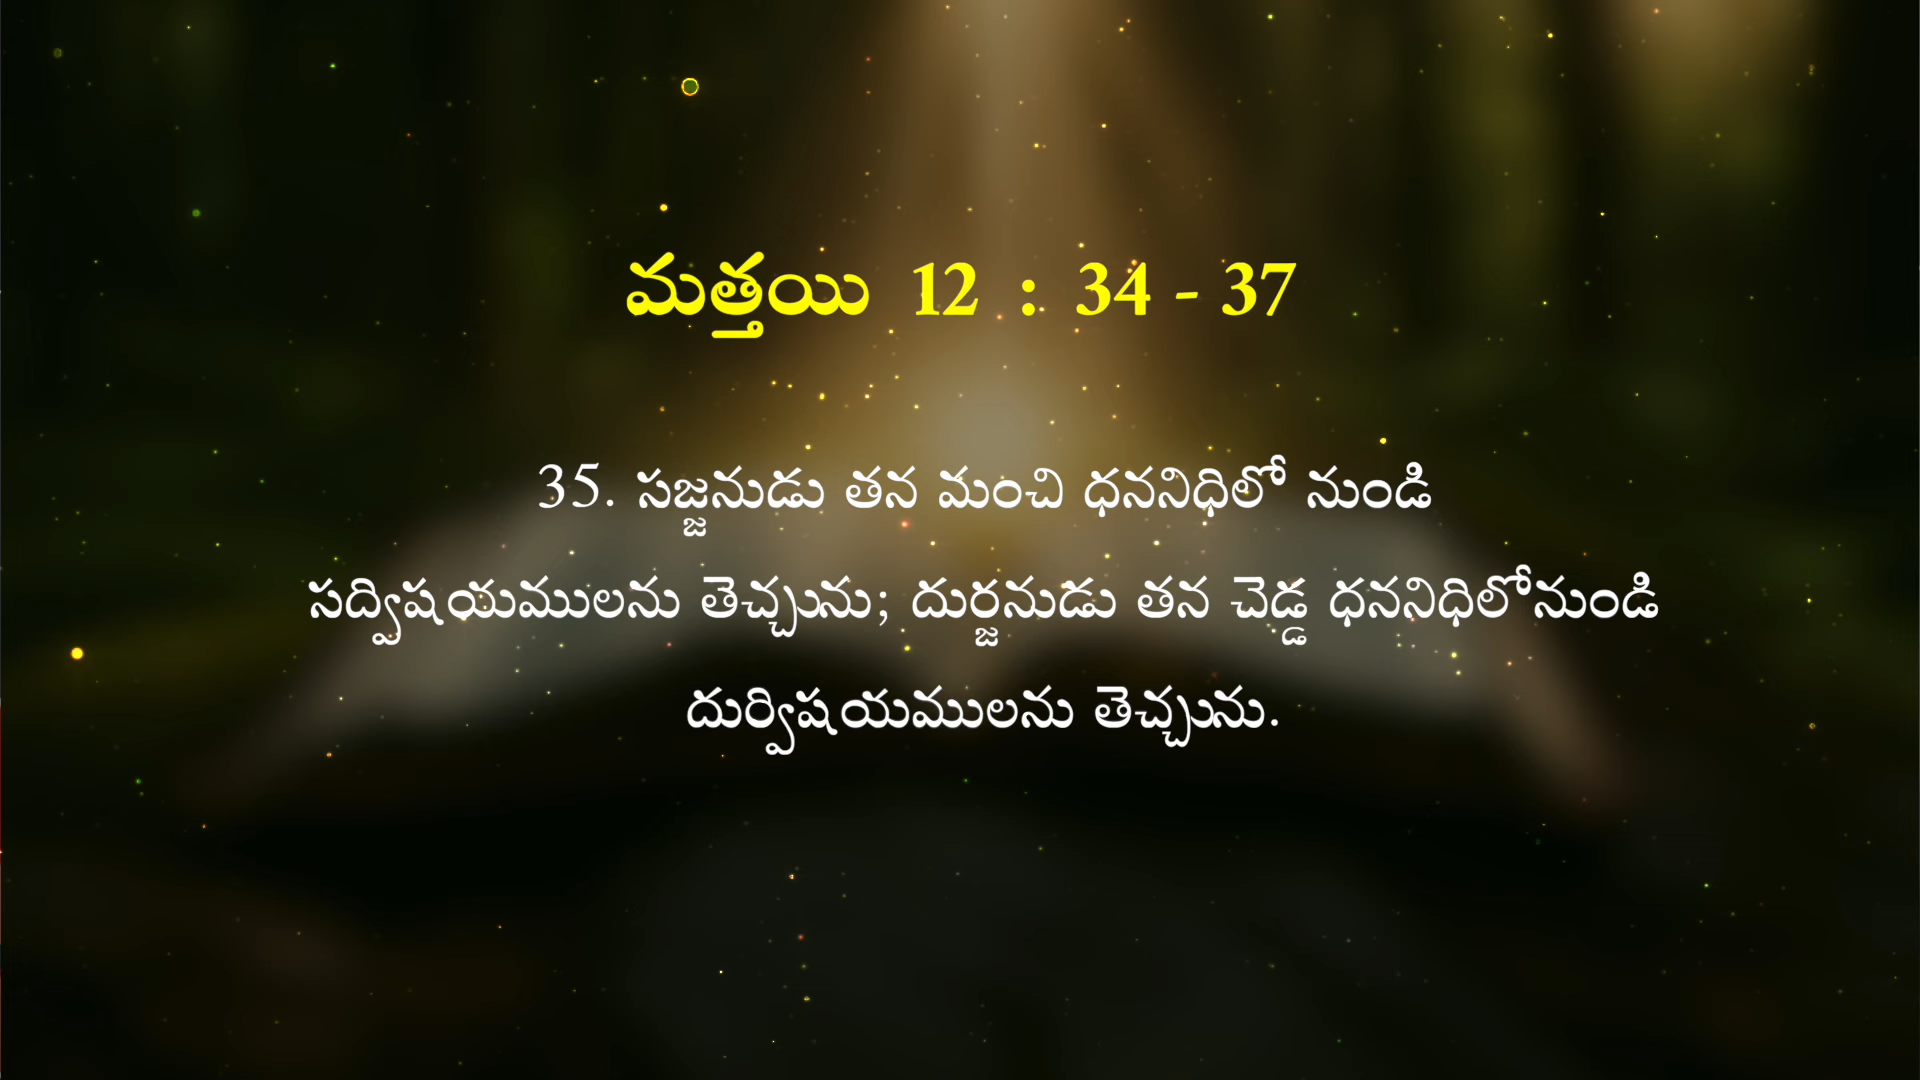 మత్తయి 12 : 34 - 37
35. సజ్జనుడు తన మంచి ధననిధిలో నుండి
సద్విషయములను తెచ్చును; దుర్జనుడు తన చెడ్డ ధననిధిలోనుండి
దుర్విషయములను తెచ్చును.